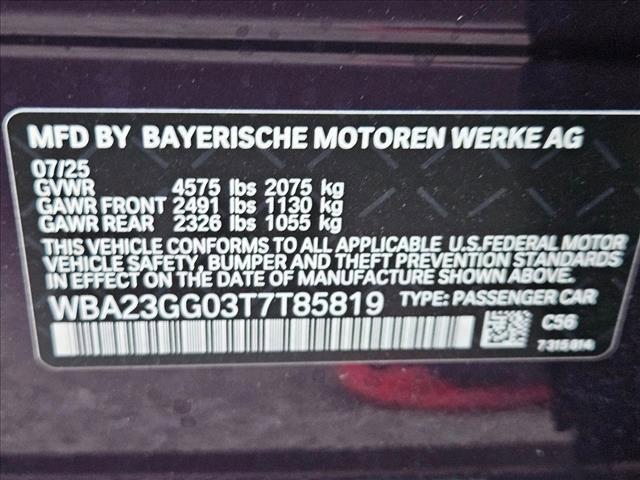 MFD BY BAYERISCHE MOTOREN WERKE AG
07/25
GVWR 4575 lbs 2075 kg
GAWR FRONT 2491 lbs 1130 kg
GAWR REAR 2326 lbs 1055 kg
THIS VEHICLE CONFORMS TO ALL APPLICABLE U.S.FEDERAL MOTOR
VEHICLE SAFETY, BUMPER AND THEFT PREVENTION STANDARDS
IN EFFECT ON THE DATE OF MANUFACTURE SHOWN ABOVE.
WBA23GG03T7T85819 TYPE: PASSENGER CAR
C56
7315814